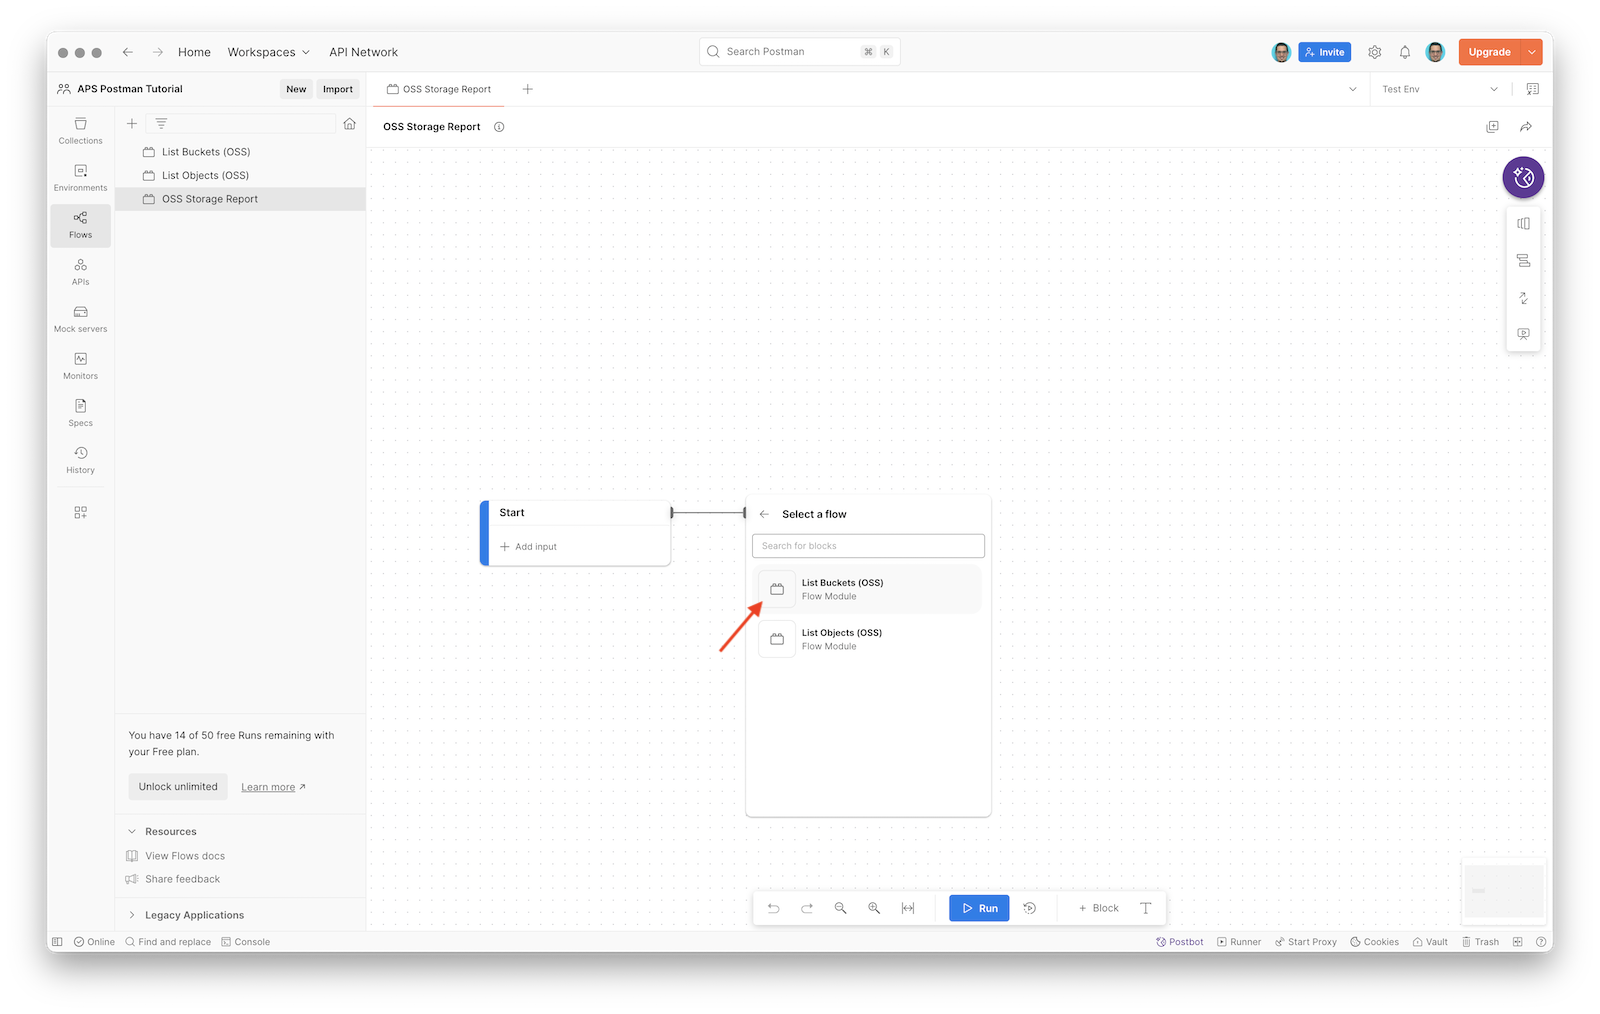 Home
Workspaces
API Network
Search Postman
⌘ K
Invite
Upgrade
APS Postman Tutorial
New
Import
OSS Storage Report
Test Env
Collections
Environments
Flows
APIs
Mock servers
Monitors
Specs
History
List Buckets (OSS)
List Objects (OSS)
OSS Storage Report
OSS Storage Report
Start
Add input
Select a flow
Search for blocks
List Buckets (OSS)
Flow Module
List Objects (OSS)
Flow Module
You have 14 of 50 free Runs remaining with
your Free plan.
Unlock unlimited
Learn more ↗
Resources
View Flows docs
Share feedback
Legacy Applications
Run
+ Block
T
Online
Find and replace
Console
Postbot
Runner
Start Proxy
Cookies
Vault
Trash